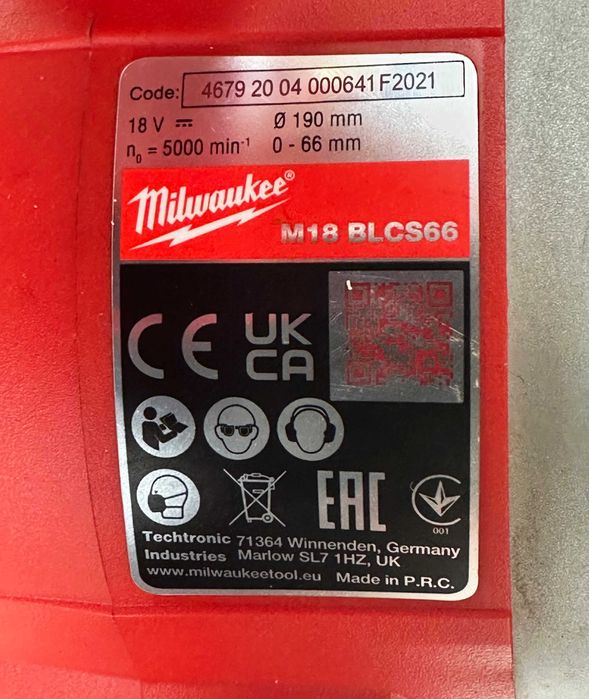 Code: 4679 20 04 000641 F2021
18 V ⎓ Ø 190 mm
n₀ = 5000 min⁻¹ 0 - 66 mm
Milwaukee®
M18 BLCS66
CE UK
CA
EAC
001
Techtronic 71364 Winnenden, Germany
Industries Marlow SL7 1HZ, UK
www.milwaukeetool.eu Made in P.R.C.